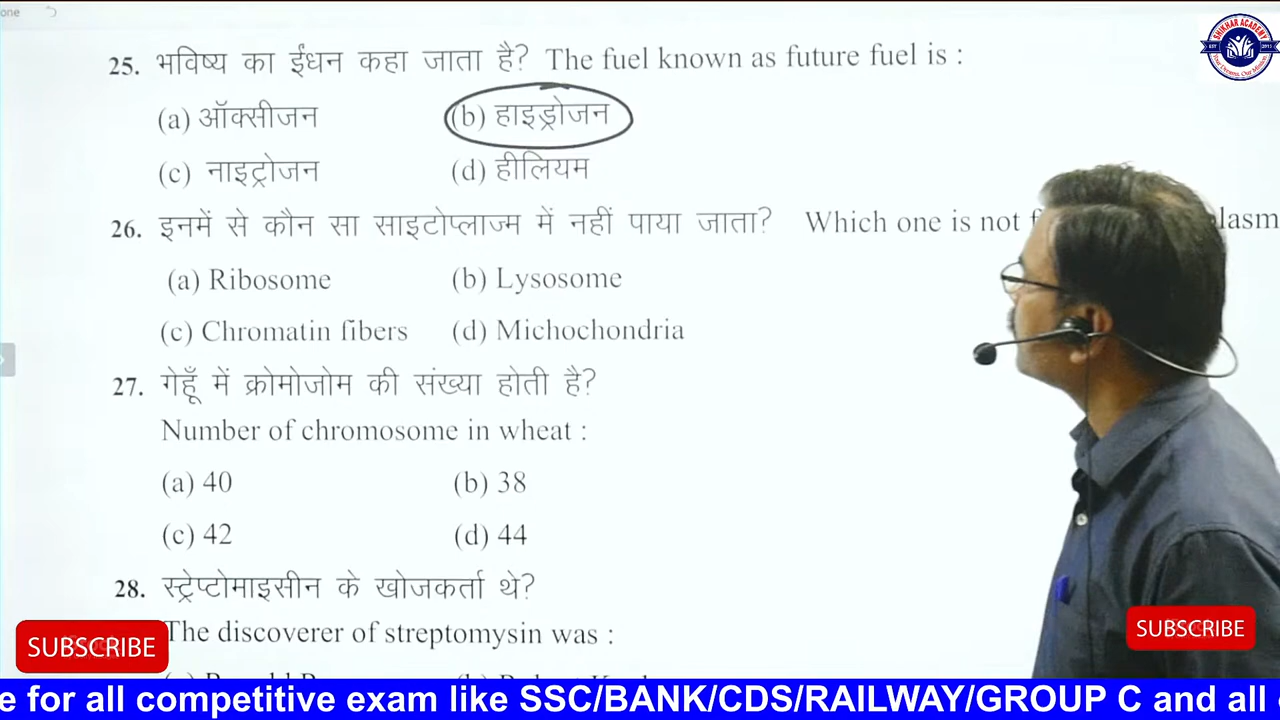 one
SHIKHAR ACADEMY
25. भविष्य का ईंधन कहा जाता है? The fuel known as future fuel is :
(a) ऑक्सीजन (b) हाइड्रोजन
(c) नाइट्रोजन (d) हीलियम
26. इनमें से कौन सा साइटोप्लाज्म में नहीं पाया जाता? Which one is not
(a) Ribosome (b) Lysosome
(c) Chromatin fibers (d) Michochondria
27. गेहूँ में क्रोमोजोम की संख्या होती है?
Number of chromosome in wheat :
(a) 40 (b) 38
(c) 42 (d) 44
28. स्ट्रेप्टोमाइसीन के खोजकर्ता थे?
The discoverer of streptomysin was :
SUBSCRIBE
SUBSCRIBE
e for all competitive exam like SSC/BANK/CDS/RAILWAY/GROUP C and all